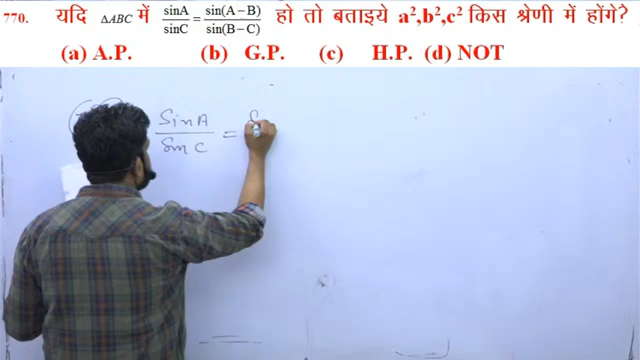 770. यदि ΔABC में sinA/sinC = sin(A−B)/sin(B−C) हो तो बताइये a²,b²,c² किस श्रेणी में होंगे?
(a) A.P. (b) G.P. (c) H.P. (d) NOT
SinA/SinC =